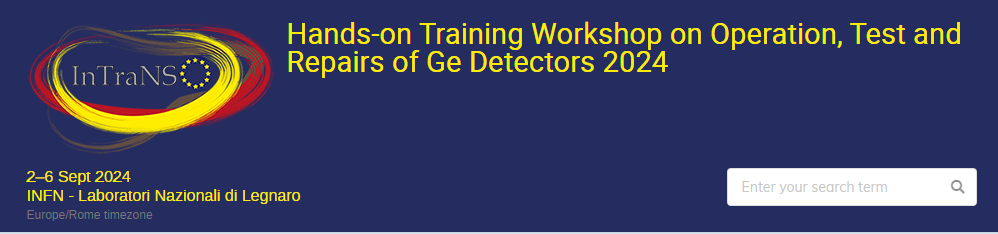 Hands-on Training Workshop on Operation, Test and
Repairs of Ge Detectors 2024
InTraNS
2–6 Sept 2024
INFN - Laboratori Nazionali di Legnaro
Europe/Rome timezone
Enter your search term